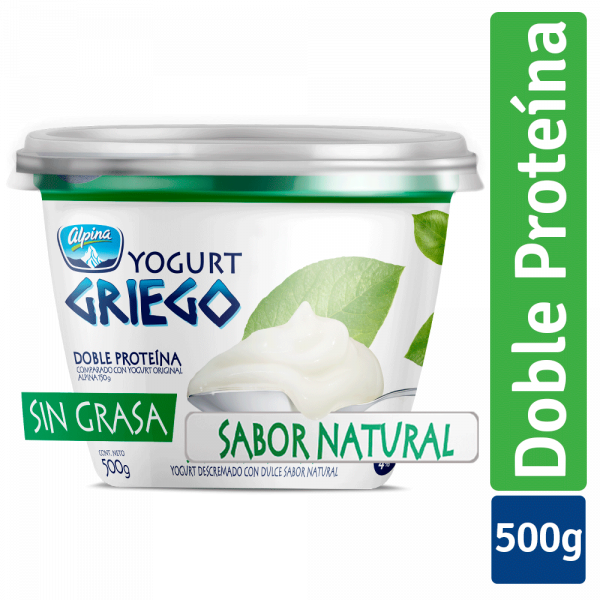 Alpina
YOGURT
GRIEGO
DOBLE PROTEÍNA
COMPARADO CON YOGURT ORIGINAL
ALPINA 150g
SIN GRASA
SABOR NATURAL
CONT. NETO
500g
YOGURT DESCREMADO CON DULCE SABOR NATURAL
4%
Doble Proteína
500g